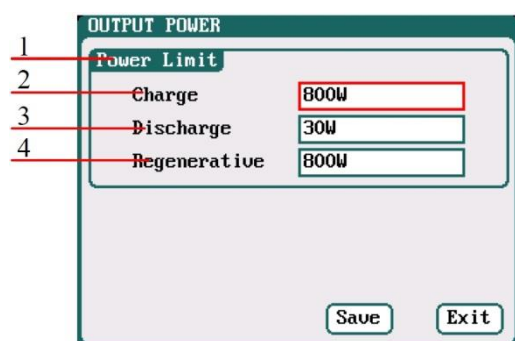 OUTPUT POWER
1 Power Limit
2 Charge 800W
3 Discharge 30W
4 Regenerative 800W
Save Exit